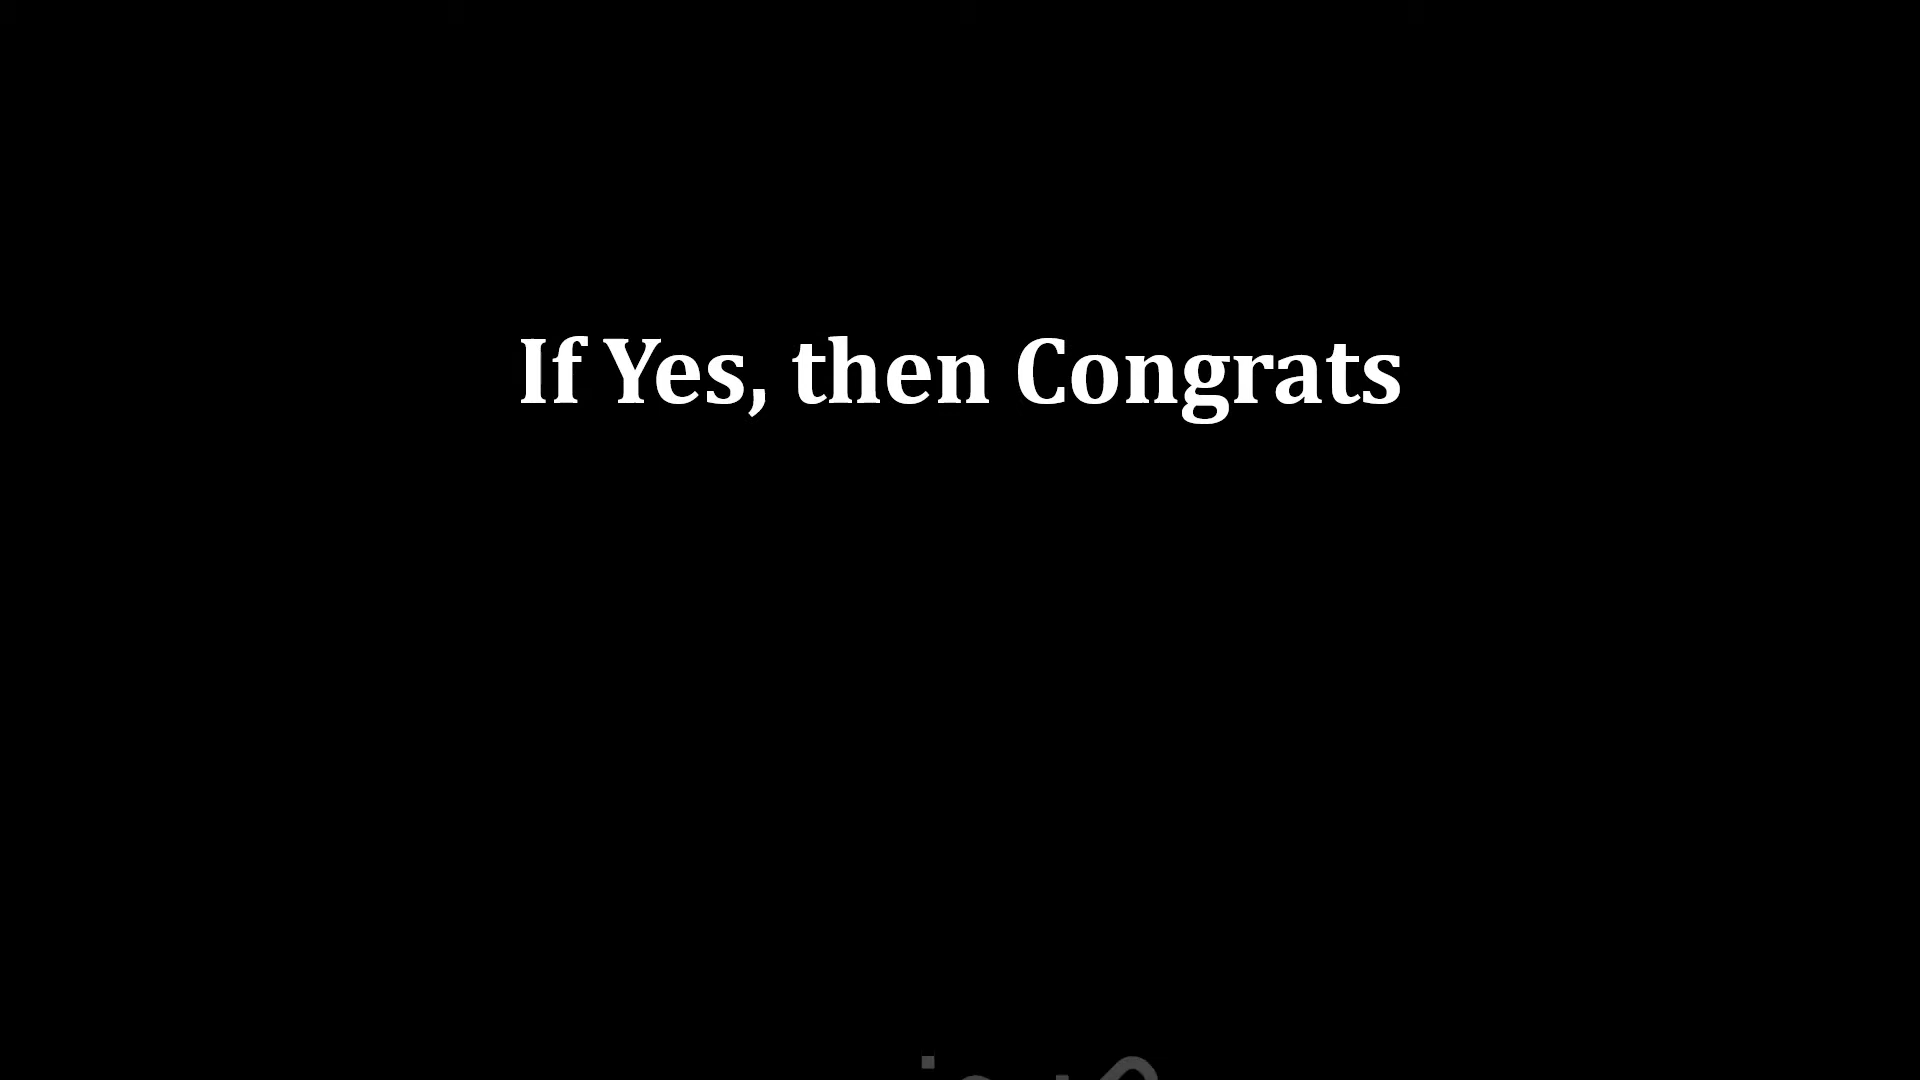 If Yes, then Congrats